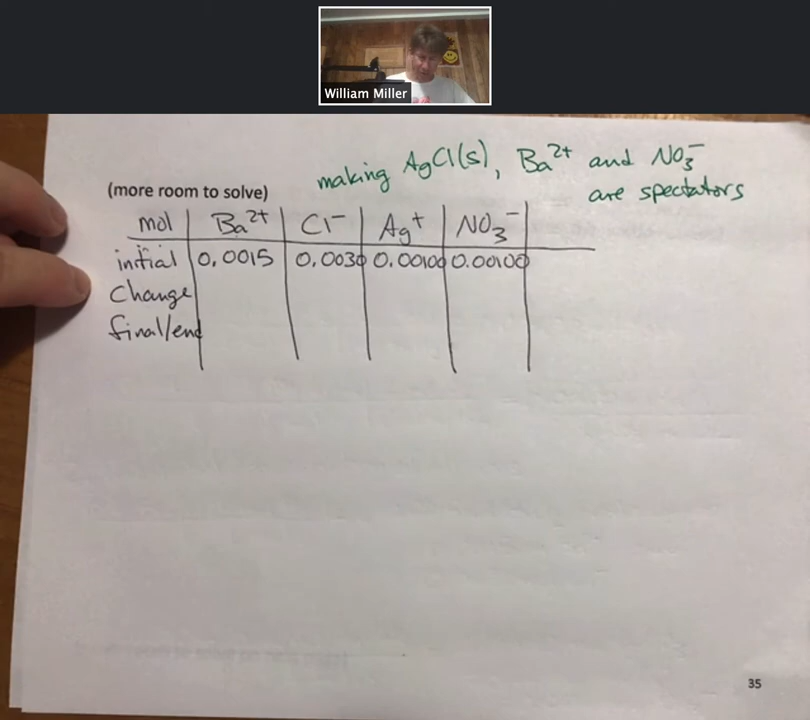 William Miller
making AgCl(s), Ba²⁺ and NO₃⁻
are spectators
(more room to solve)
mol Ba²⁺ Cl⁻ Ag⁺ NO₃⁻
initial 0.0015 0.0030 0.00100 0.00100
Change
final/end
35